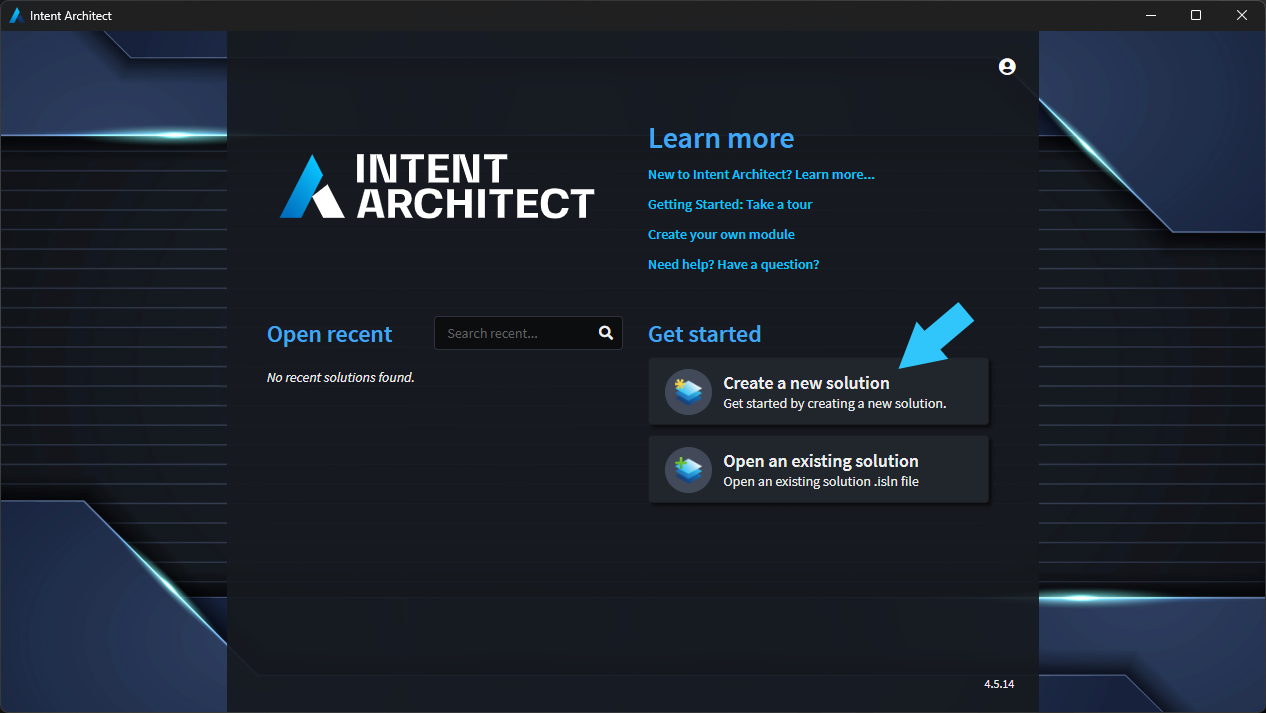 Intent Architect
INTENT
ARCHITECT
Learn more
New to Intent Architect? Learn more...
Getting Started: Take a tour
Create your own module
Need help? Have a question?
Open recent
Search recent...
No recent solutions found.
Get started
Create a new solution
Get started by creating a new solution.
Open an existing solution
Open an existing solution .isln file
4.5.14